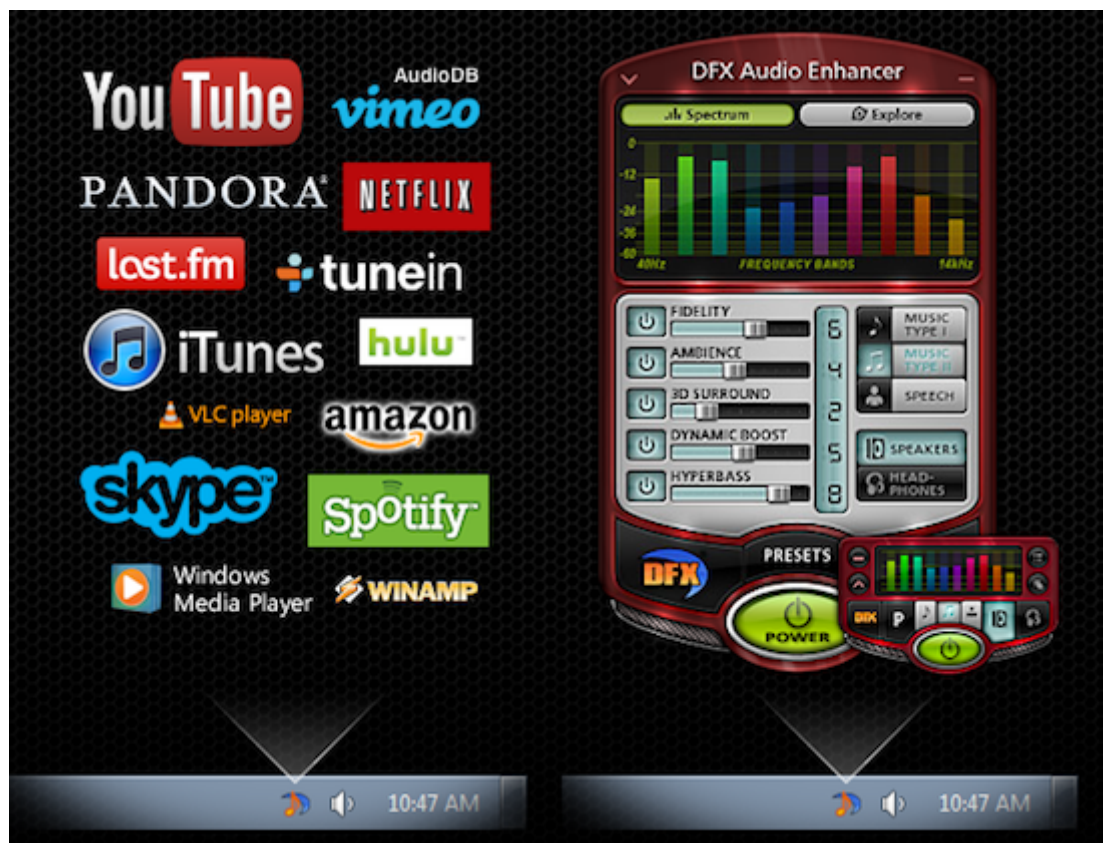 YouTube
AudioDB
vimeo
PANDORA®
NETFLIX
last.fm
tunein
iTunes
hulu™
VLC player
amazon
skype™
Spotify™
Windows
Media Player
WINAMP
10:47 AM
DFX Audio Enhancer
Spectrum
Explore
0
-12
-24
-36
-60
40Hz
FREQUENCY BANDS
14kHz
FIDELITY
6
AMBIENCE
4
3D SURROUND
2
DYNAMIC BOOST
5
HYPERBASS
8
MUSIC
TYPE I
MUSIC
TYPE II
SPEECH
SPEAKERS
HEAD-
PHONES
DFX
PRESETS
POWER
DFX
P
10:47 AM